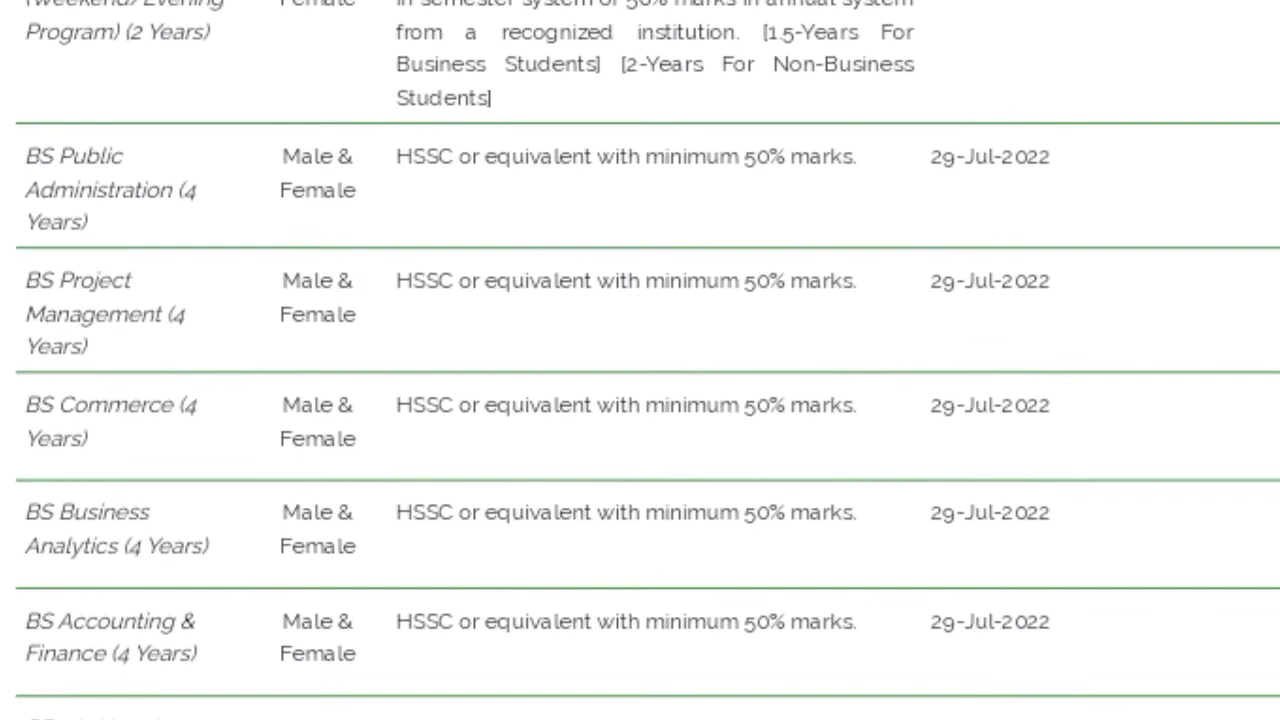 (Weekend/Evening Female in semester system or 50% marks in annual system
Program) (2 Years) from a recognized institution. [1.5-Years For
Business Students] [2-Years For Non-Business
Students]
BS Public Male & HSSC or equivalent with minimum 50% marks. 29-Jul-2022
Administration (4 Female
Years)
BS Project Male & HSSC or equivalent with minimum 50% marks. 29-Jul-2022
Management (4 Female
Years)
BS Commerce (4 Male & HSSC or equivalent with minimum 50% marks. 29-Jul-2022
Years) Female
BS Business Male & HSSC or equivalent with minimum 50% marks. 29-Jul-2022
Analytics (4 Years) Female
BS Accounting & Male & HSSC or equivalent with minimum 50% marks. 29-Jul-2022
Finance (4 Years) Female